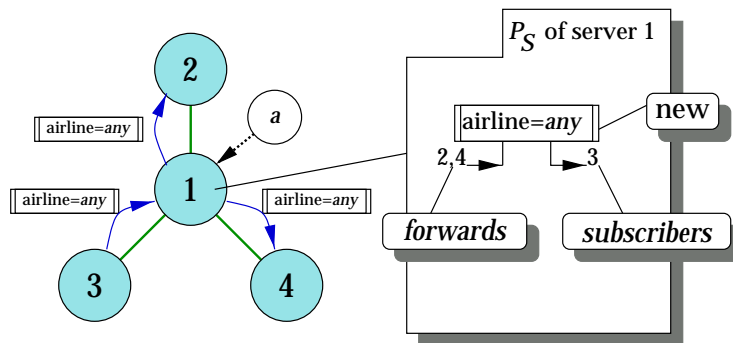 2
airline=any
a
1
airline=any
airline=any
3
4
P_S of server 1
airline=any
new
2,4
3
forwards
subscribers